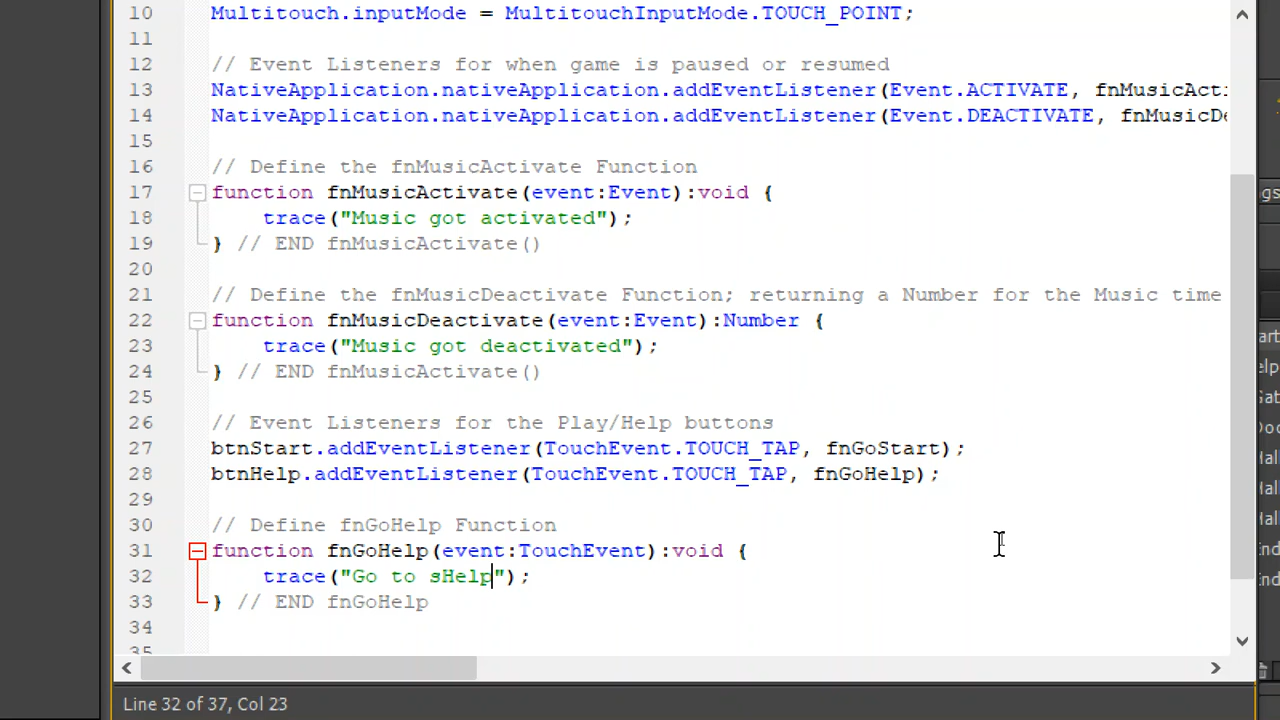 10 Multitouch.inputMode = MultitouchInputMode.TOUCH_POINT;
11
12 // Event Listeners for when game is paused or resumed
13 NativeApplication.nativeApplication.addEventListener(Event.ACTIVATE, fnMusicActi
14 NativeApplication.nativeApplication.addEventListener(Event.DEACTIVATE, fnMusicDe
15
16 // Define the fnMusicActivate Function
17 function fnMusicActivate(event:Event):void {
18 trace("Music got activated");
19 } // END fnMusicActivate()
20
21 // Define the fnMusicDeactivate Function; returning a Number for the Music time
22 function fnMusicDeactivate(event:Event):Number {
23 trace("Music got deactivated");
24 } // END fnMusicActivate()
25
26 // Event Listeners for the Play/Help buttons
27 btnStart.addEventListener(TouchEvent.TOUCH_TAP, fnGoStart);
28 btnHelp.addEventListener(TouchEvent.TOUCH_TAP, fnGoHelp);
29
30 // Define fnGoHelp Function
31 function fnGoHelp(event:TouchEvent):void {
32 trace("Go to sHelp");
33 } // END fnGoHelp
34
35
Line 32 of 37, Col 23